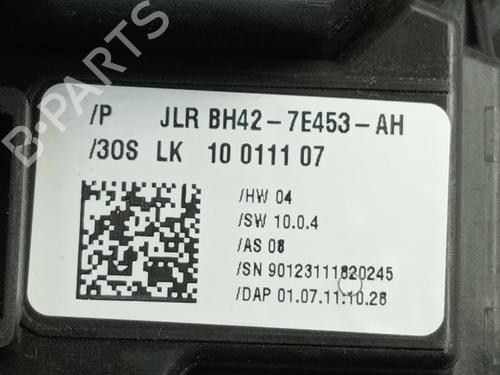 /P JLR BH42-7E453-AH
/3OS LK 10 0111 07
/HW 04
/SW 10.0.4
/AS 08
/SN 90123111820245
/DAP 01.07.11:10.28
B PARTS